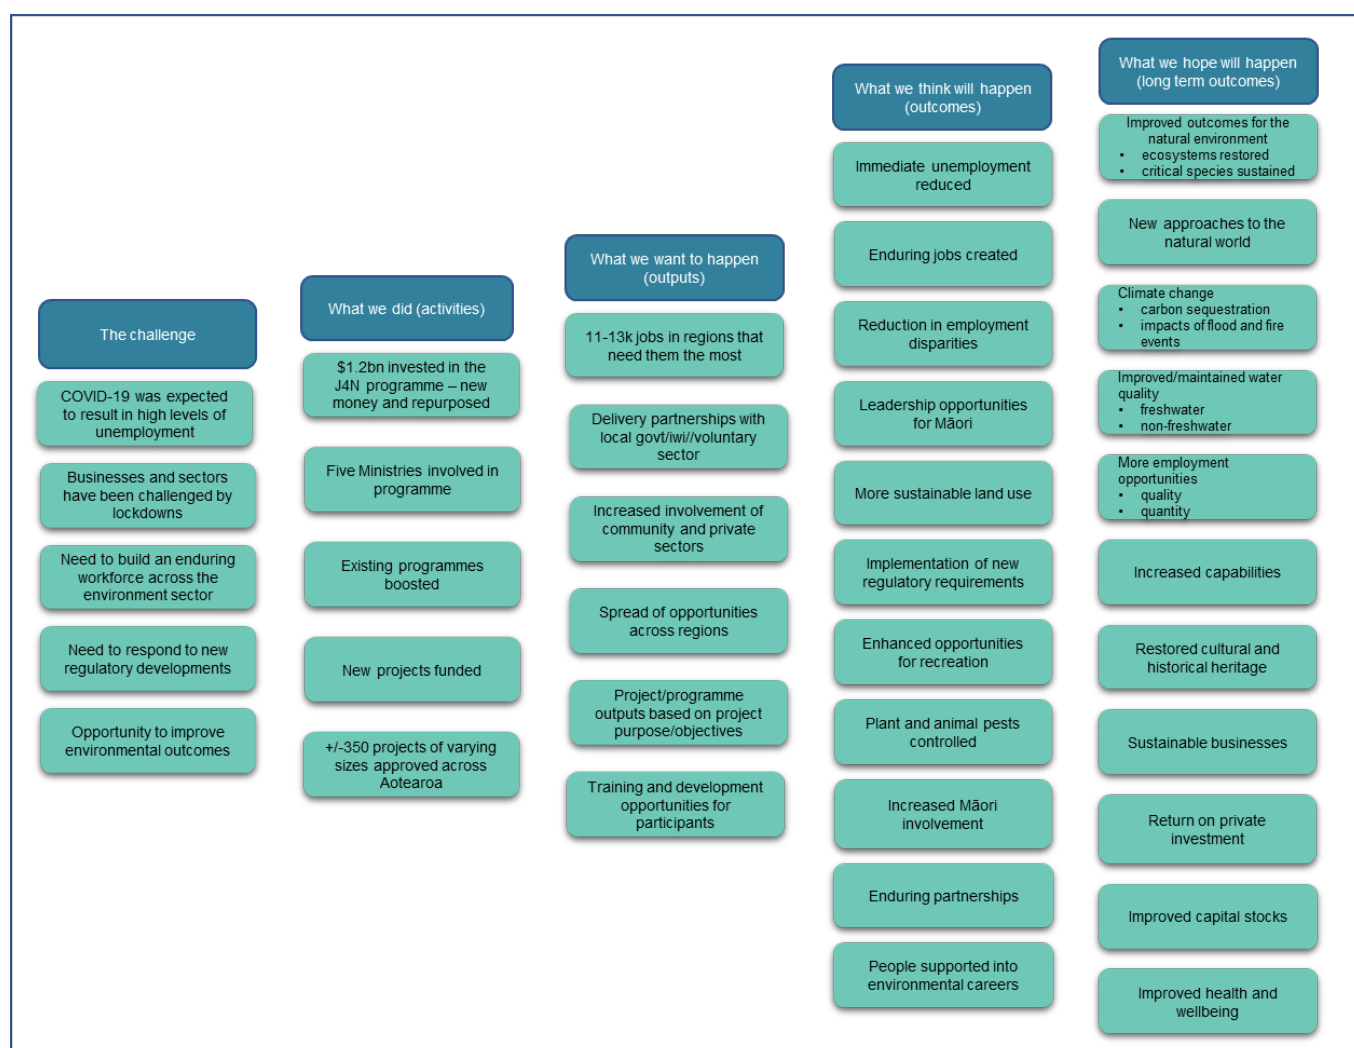 The challenge
COVID-19 was expected
to result in high levels of
unemployment
Businesses and sectors
have been challenged by
lockdowns
Need to build an enduring
workforce across the
environment sector
Need to respond to new
regulatory developments
Opportunity to improve
environmental outcomes
What we did (activities)
$1.2bn invested in the
J4N programme – new
money and repurposed
Five Ministries involved in
programme
Existing programmes
boosted
New projects funded
+/-350 projects of varying
sizes approved across
Aotearoa
What we want to happen
(outputs)
11-13k jobs in regions that
need them the most
Delivery partnerships with
local govt/iwi//voluntary
sector
Increased involvement of
community and private
sectors
Spread of opportunities
across regions
Project/programme
outputs based on project
purpose/objectives
Training and development
opportunities for
participants
What we think will happen
(outcomes)
Immediate unemployment
reduced
Enduring jobs created
Reduction in employment
disparities
Leadership opportunities
for Māori
More sustainable land use
Implementation of new
regulatory requirements
Enhanced opportunities
for recreation
Plant and animal pests
controlled
Increased Māori
involvement
Enduring partnerships
People supported into
environmental careers
What we hope will happen
(long term outcomes)
Improved outcomes for the
natural environment
• ecosystems restored
• critical species sustained
New approaches to the
natural world
Climate change
• carbon sequestration
• impacts of flood and fire
events
Improved/maintained water
quality
• freshwater
• non-freshwater
More employment
opportunities
• quality
• quantity
Increased capabilities
Restored cultural and
historical heritage
Sustainable businesses
Return on private
investment
Improved capital stocks
Improved health and
wellbeing